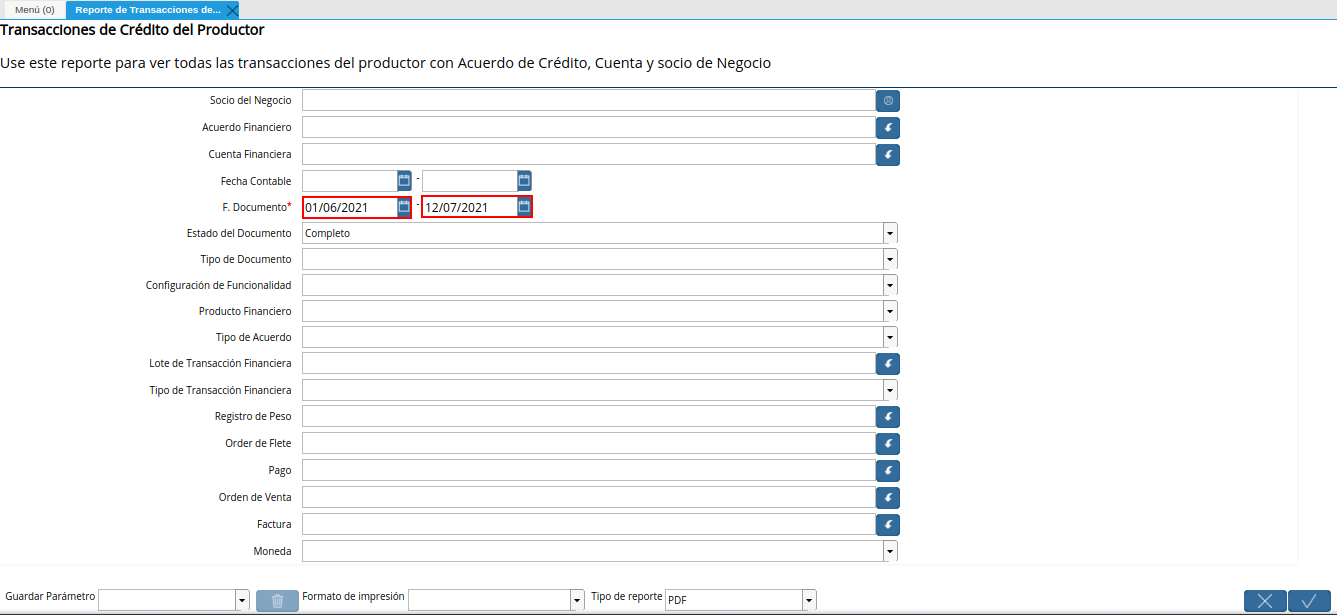 Menú (0) Reporte de Transacciones de...
Transacciones de Crédito del Productor
Use este reporte para ver todas las transacciones del productor con Acuerdo de Crédito, Cuenta y socio de Negocio
Socio del Negocio
Acuerdo Financiero
Cuenta Financiera
Fecha Contable -
F. Documento* 01/06/2021 - 12/07/2021
Estado del Documento Completo
Tipo de Documento
Configuración de Funcionalidad
Producto Financiero
Tipo de Acuerdo
Lote de Transacción Financiera
Tipo de Transacción Financiera
Registro de Peso
Order de Flete
Pago
Orden de Venta
Factura
Moneda
Guardar Parámetro Formato de impresión Tipo de reporte PDF